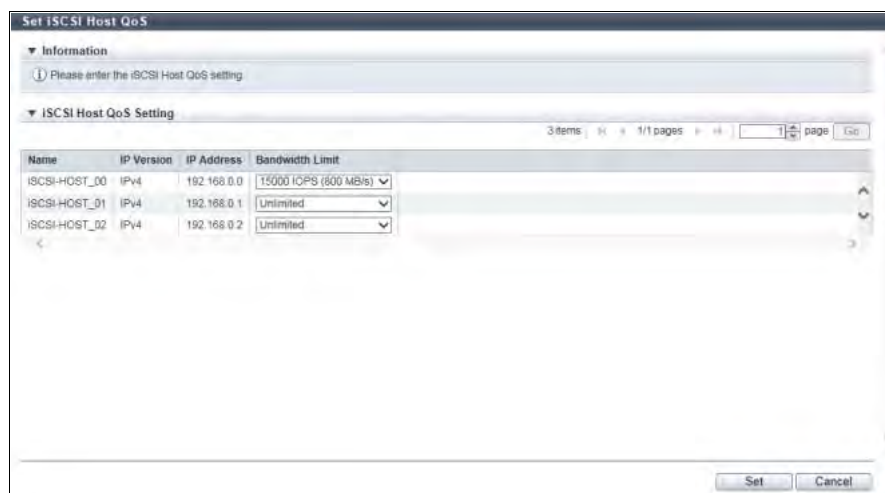 Set iSCSI Host QoS
Information
Please enter the iSCSI Host QoS setting.
iSCSI Host QoS Setting
3 items 1/1 pages 1 page Go
Name IP Version IP Address Bandwidth Limit
iSCSI-HOST_00 IPv4 192.168.0.0 15000 IOPS (800 MB/s)
iSCSI-HOST_01 IPv4 192.168.0.1 Unlimited
iSCSI-HOST_02 IPv4 192.168.0.2 Unlimited
Set Cancel